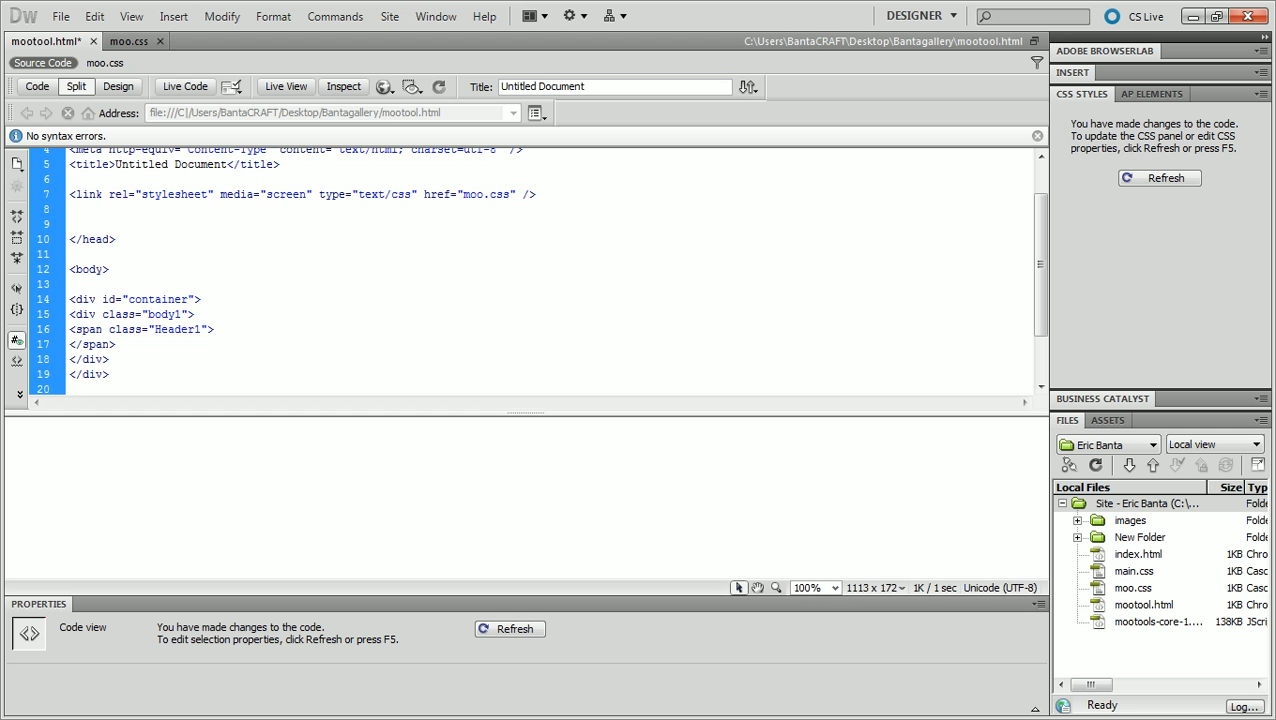 Dw File Edit View Insert Modify Format Commands Site Window Help DESIGNER CS Live
mootool.html* moo.css C:\Users\BantaCRAFT\Desktop\Bantagallery\mootool.html
Source Code moo.css
Code Split Design Live Code Live View Inspect Title: Untitled Document
Address: file:///C|/Users/BantaCRAFT/Desktop/Bantagallery/mootool.html
No syntax errors.
4 <meta http-equiv="Content-Type" content="text/html; charset=utf-8" />
5 <title>Untitled Document</title>
6
7 <link rel="stylesheet" media="screen" type="text/css" href="moo.css" />
8
9
10 </head>
11
12 <body>
13
14 <div id="container">
15 <div class="body1">
16 <span class="Header1">
17 </span>
18 </div>
19 </div>
20
100% 1113 x 172 1K / 1 sec Unicode (UTF-8)
PROPERTIES
Code view
You have made changes to the code.
To edit selection properties, click Refresh or press F5.
Refresh
ADOBE BROWSERLAB
INSERT
CSS STYLES AP ELEMENTS
You have made changes to the code.
To update the CSS panel or edit CSS
properties, click Refresh or press F5.
Refresh
BUSINESS CATALYST
FILES ASSETS
Eric Banta Local view
Local Files Size Typ
Site - Eric Banta (C:\... Folde
images Folde
New Folder Folde
index.html 1KB Chro
main.css 1KB Casc
moo.css 1KB Casc
mootool.html 1KB Chro
mootools-core-1.... 138KB JScri
Ready Log...